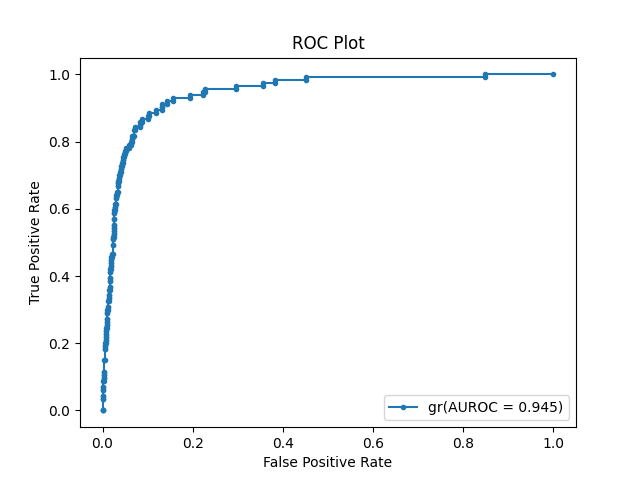 ROC Plot
True Positive Rate
1.0
0.8
0.6
0.4
0.2
0.0
gr(AUROC = 0.945)
0.0 0.2 0.4 0.6 0.8 1.0
False Positive Rate